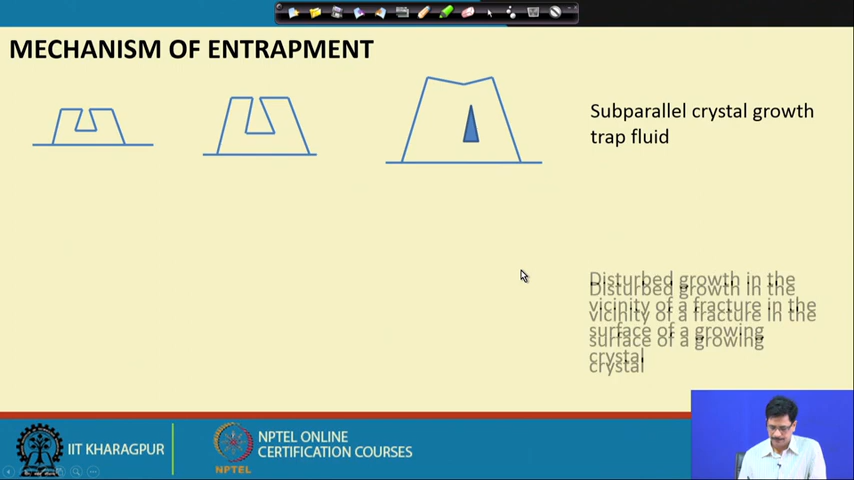 MECHANISM OF ENTRAPMENT
Subparallel crystal growth
trap fluid
Disturbed growth in the
vicinity of a fracture in the
surface of a growing
crystal
IIT KHARAGPUR
NPTEL
NPTEL ONLINE
CERTIFICATION COURSES